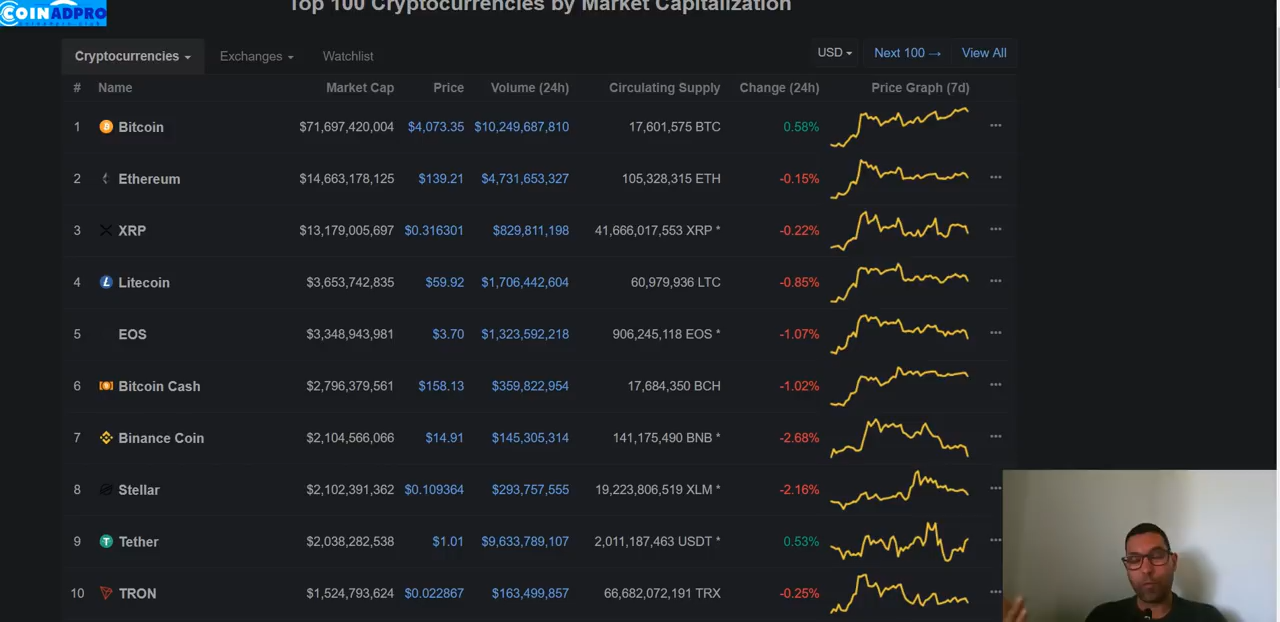 COINADPRO
Top 100 Cryptocurrencies by Market Capitalization
Cryptocurrencies Exchanges Watchlist USD Next 100 → View All
# Name Market Cap Price Volume (24h) Circulating Supply Change (24h) Price Graph (7d)
1 Bitcoin $71,697,420,004 $4,073.35 $10,249,687,810 17,601,575 BTC 0.58%
2 Ethereum $14,663,178,125 $139.21 $4,731,653,327 105,328,315 ETH -0.15%
3 XRP $13,179,005,697 $0.316301 $829,811,198 41,666,017,553 XRP * -0.22%
4 Litecoin $3,653,742,835 $59.92 $1,706,442,604 60,979,936 LTC -0.85%
5 EOS $3,348,943,981 $3.70 $1,323,592,218 906,245,118 EOS * -1.07%
6 Bitcoin Cash $2,796,379,561 $158.13 $359,822,954 17,684,350 BCH -1.02%
7 Binance Coin $2,104,566,066 $14.91 $145,305,314 141,175,490 BNB * -2.68%
8 Stellar $2,102,391,362 $0.109364 $293,757,555 19,223,806,519 XLM * -2.16%
9 Tether $2,038,282,538 $1.01 $9,633,789,107 2,011,187,463 USDT * 0.53%
10 TRON $1,524,793,624 $0.022867 $163,499,857 66,682,072,191 TRX -0.25%